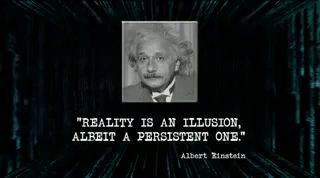 "REALITY IS AN ILLUSION,
ALBEIT A PERSISTENT ONE."
Albert Einstein